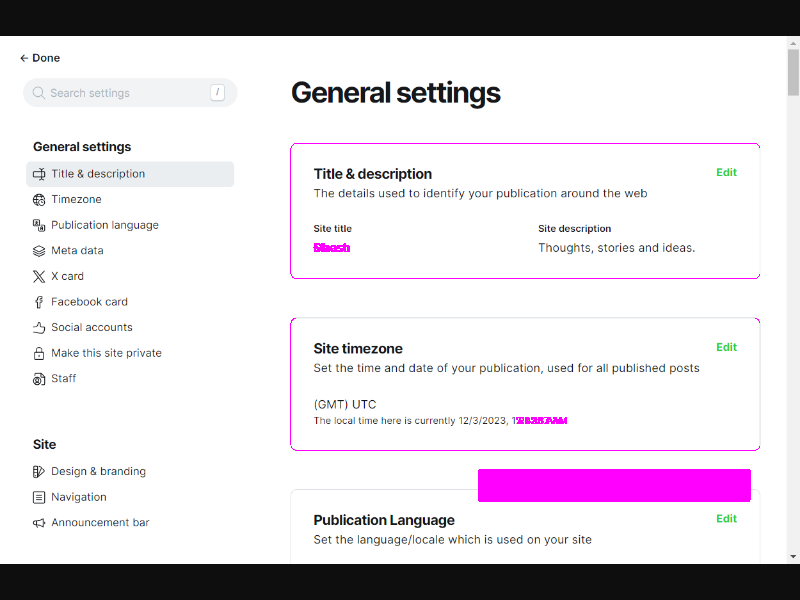 ← Done
Search settings /
General settings
Title & description
Timezone
Publication language
Meta data
X card
Facebook card
Social accounts
Make this site private
Staff
Site
Design & branding
Navigation
Announcement bar
General settings
Title & description
Edit
The details used to identify your publication around the web
Site title
Site description
Thoughts, stories and ideas.
Site timezone
Edit
Set the time and date of your publication, used for all published posts
(GMT) UTC
The local time here is currently 12/3/2023,
Publication Language
Edit
Set the language/locale which is used on your site